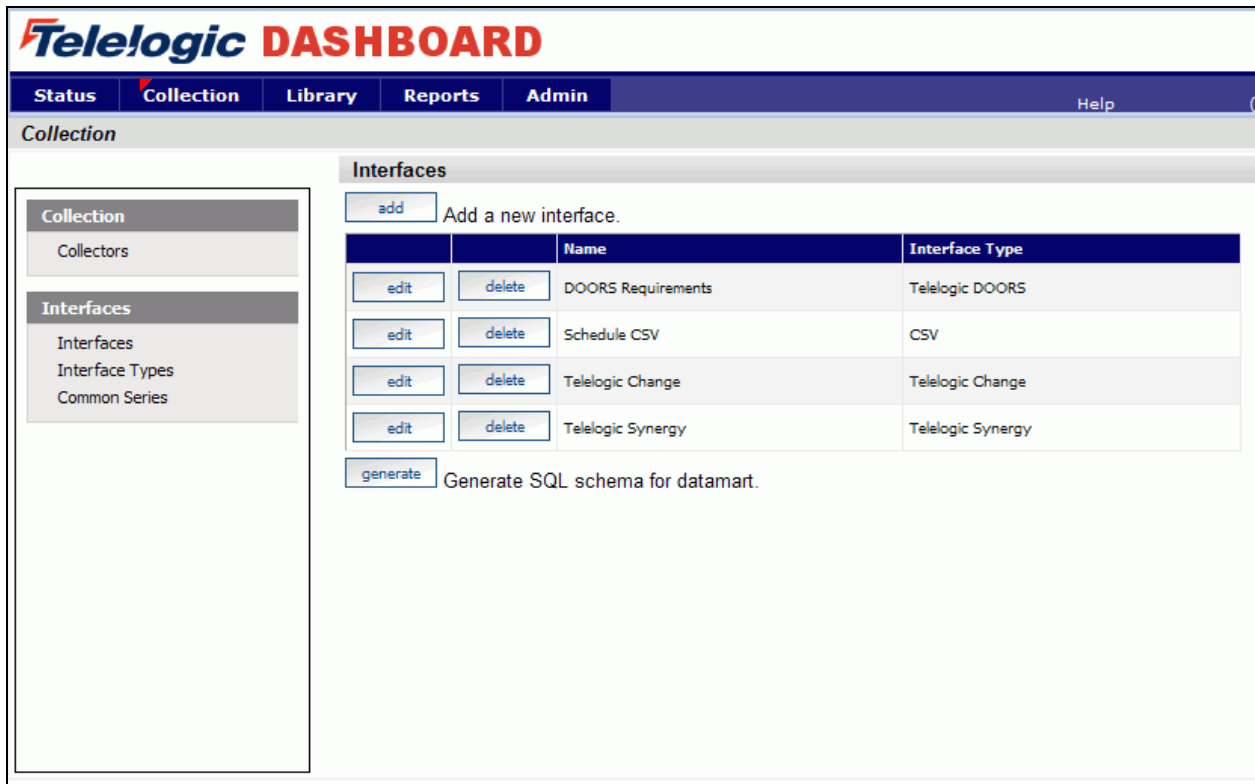 Telelogic DASHBOARD
Status Collection Library Reports Admin Help (
Collection
Interfaces
add Add a new interface.
Collection
Collectors
Interfaces
Interfaces
Interface Types
Common Series
Name Interface Type
edit delete DOORS Requirements Telelogic DOORS
edit delete Schedule CSV CSV
edit delete Telelogic Change Telelogic Change
edit delete Telelogic Synergy Telelogic Synergy
generate Generate SQL schema for datamart.